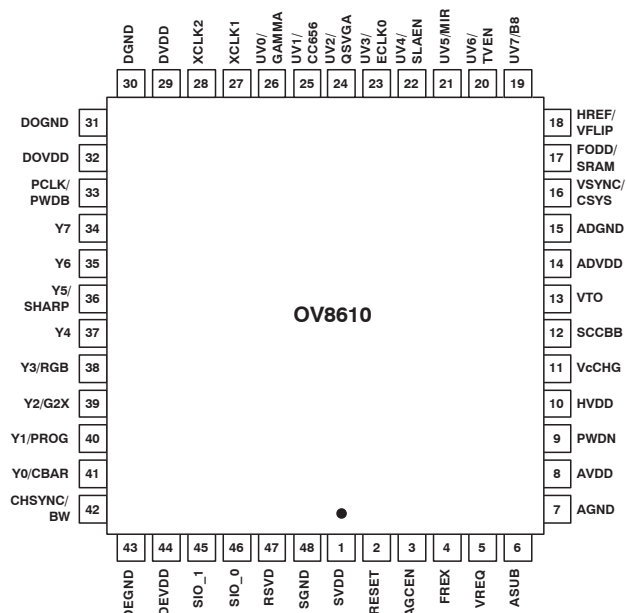 DGND
DVDD
XCLK2
XCLK1
UV0/
GAMMA
UV1/
CC656
UV2/
QSVGA
UV3/
ECLK0
UV4/
SLAEN
UV5/MIR
UV6/
TVEN
UV7/B8
30 29 28 27 26 25 24 23 22 21 20 19
DOGND 31
DOVDD 32
PCLK/
PWDB 33
Y7 34
Y6 35
Y5/
SHARP 36
Y4 37
Y3/RGB 38
Y2/G2X 39
Y1/PROG 40
Y0/CBAR 41
CHSYNC/
BW 42
OV8610
18 HREF/
VFLIP
17 FODD/
SRAM
16 VSYNC/
CSYS
15 ADGND
14 ADVDD
13 VTO
12 SCCBB
11 VcCHG
10 HVDD
9 PWDN
8 AVDD
7 AGND
43 44 45 46 47 48 1 2 3 4 5 6
DEGND
DEVDD
SIO_1
SIO_0
RSVD
SGND
SVDD
RESET
AGCEN
FREX
VREQ
ASUB